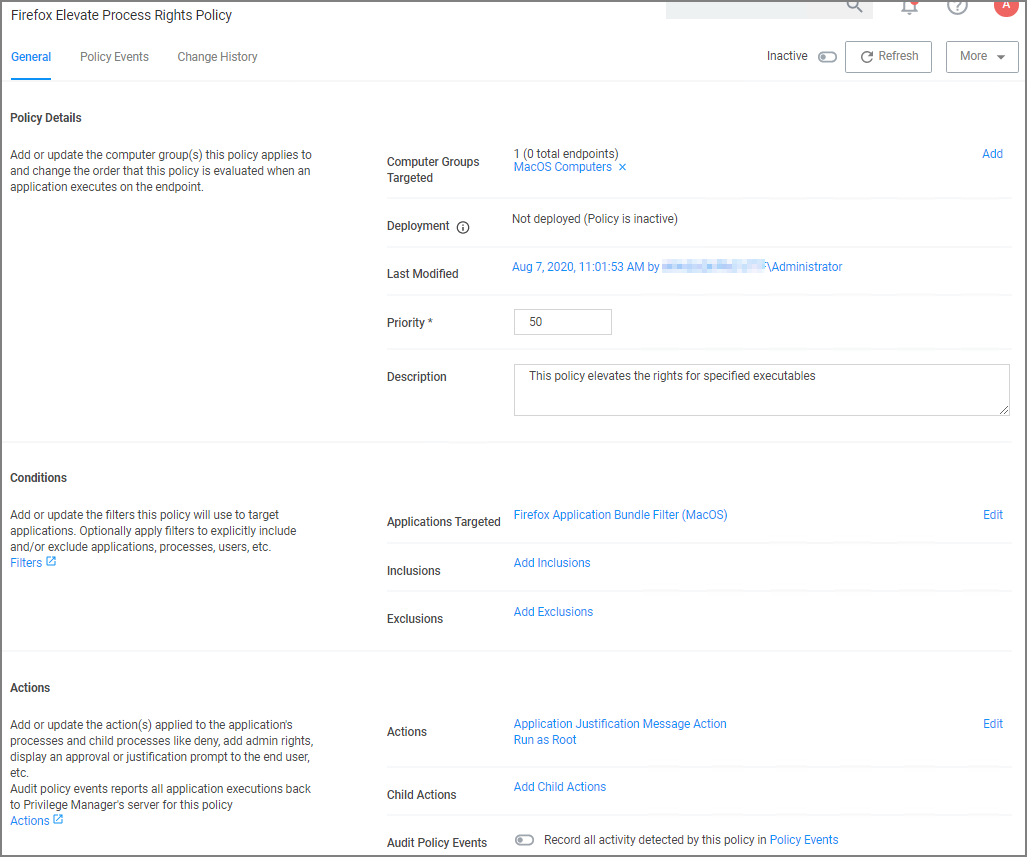 Firefox Elevate Process Rights Policy
A
General
Policy Events
Change History
Inactive
Refresh
More
Policy Details
Add or update the computer group(s) this policy applies to
and change the order that this policy is evaluated when an
application executes on the endpoint.
Computer Groups
Targeted
1 (0 total endpoints)
MacOS Computers ×
Add
Deployment
Not deployed (Policy is inactive)
Last Modified
Aug 7, 2020, 11:01:53 AM by \Administrator
Priority *
50
Description
This policy elevates the rights for specified executables
Conditions
Add or update the filters this policy will use to target
applications. Optionally apply filters to explicitly include
and/or exclude applications, processes, users, etc.
Filters
Applications Targeted
Firefox Application Bundle Filter (MacOS)
Edit
Inclusions
Add Inclusions
Exclusions
Add Exclusions
Actions
Add or update the action(s) applied to the application's
processes and child processes like deny, add admin rights,
display an approval or justification prompt to the end user,
etc.
Audit policy events reports all application executions back
to Privilege Manager's server for this policy
Actions
Actions
Application Justification Message Action
Run as Root
Edit
Child Actions
Add Child Actions
Audit Policy Events
Record all activity detected by this policy in Policy Events